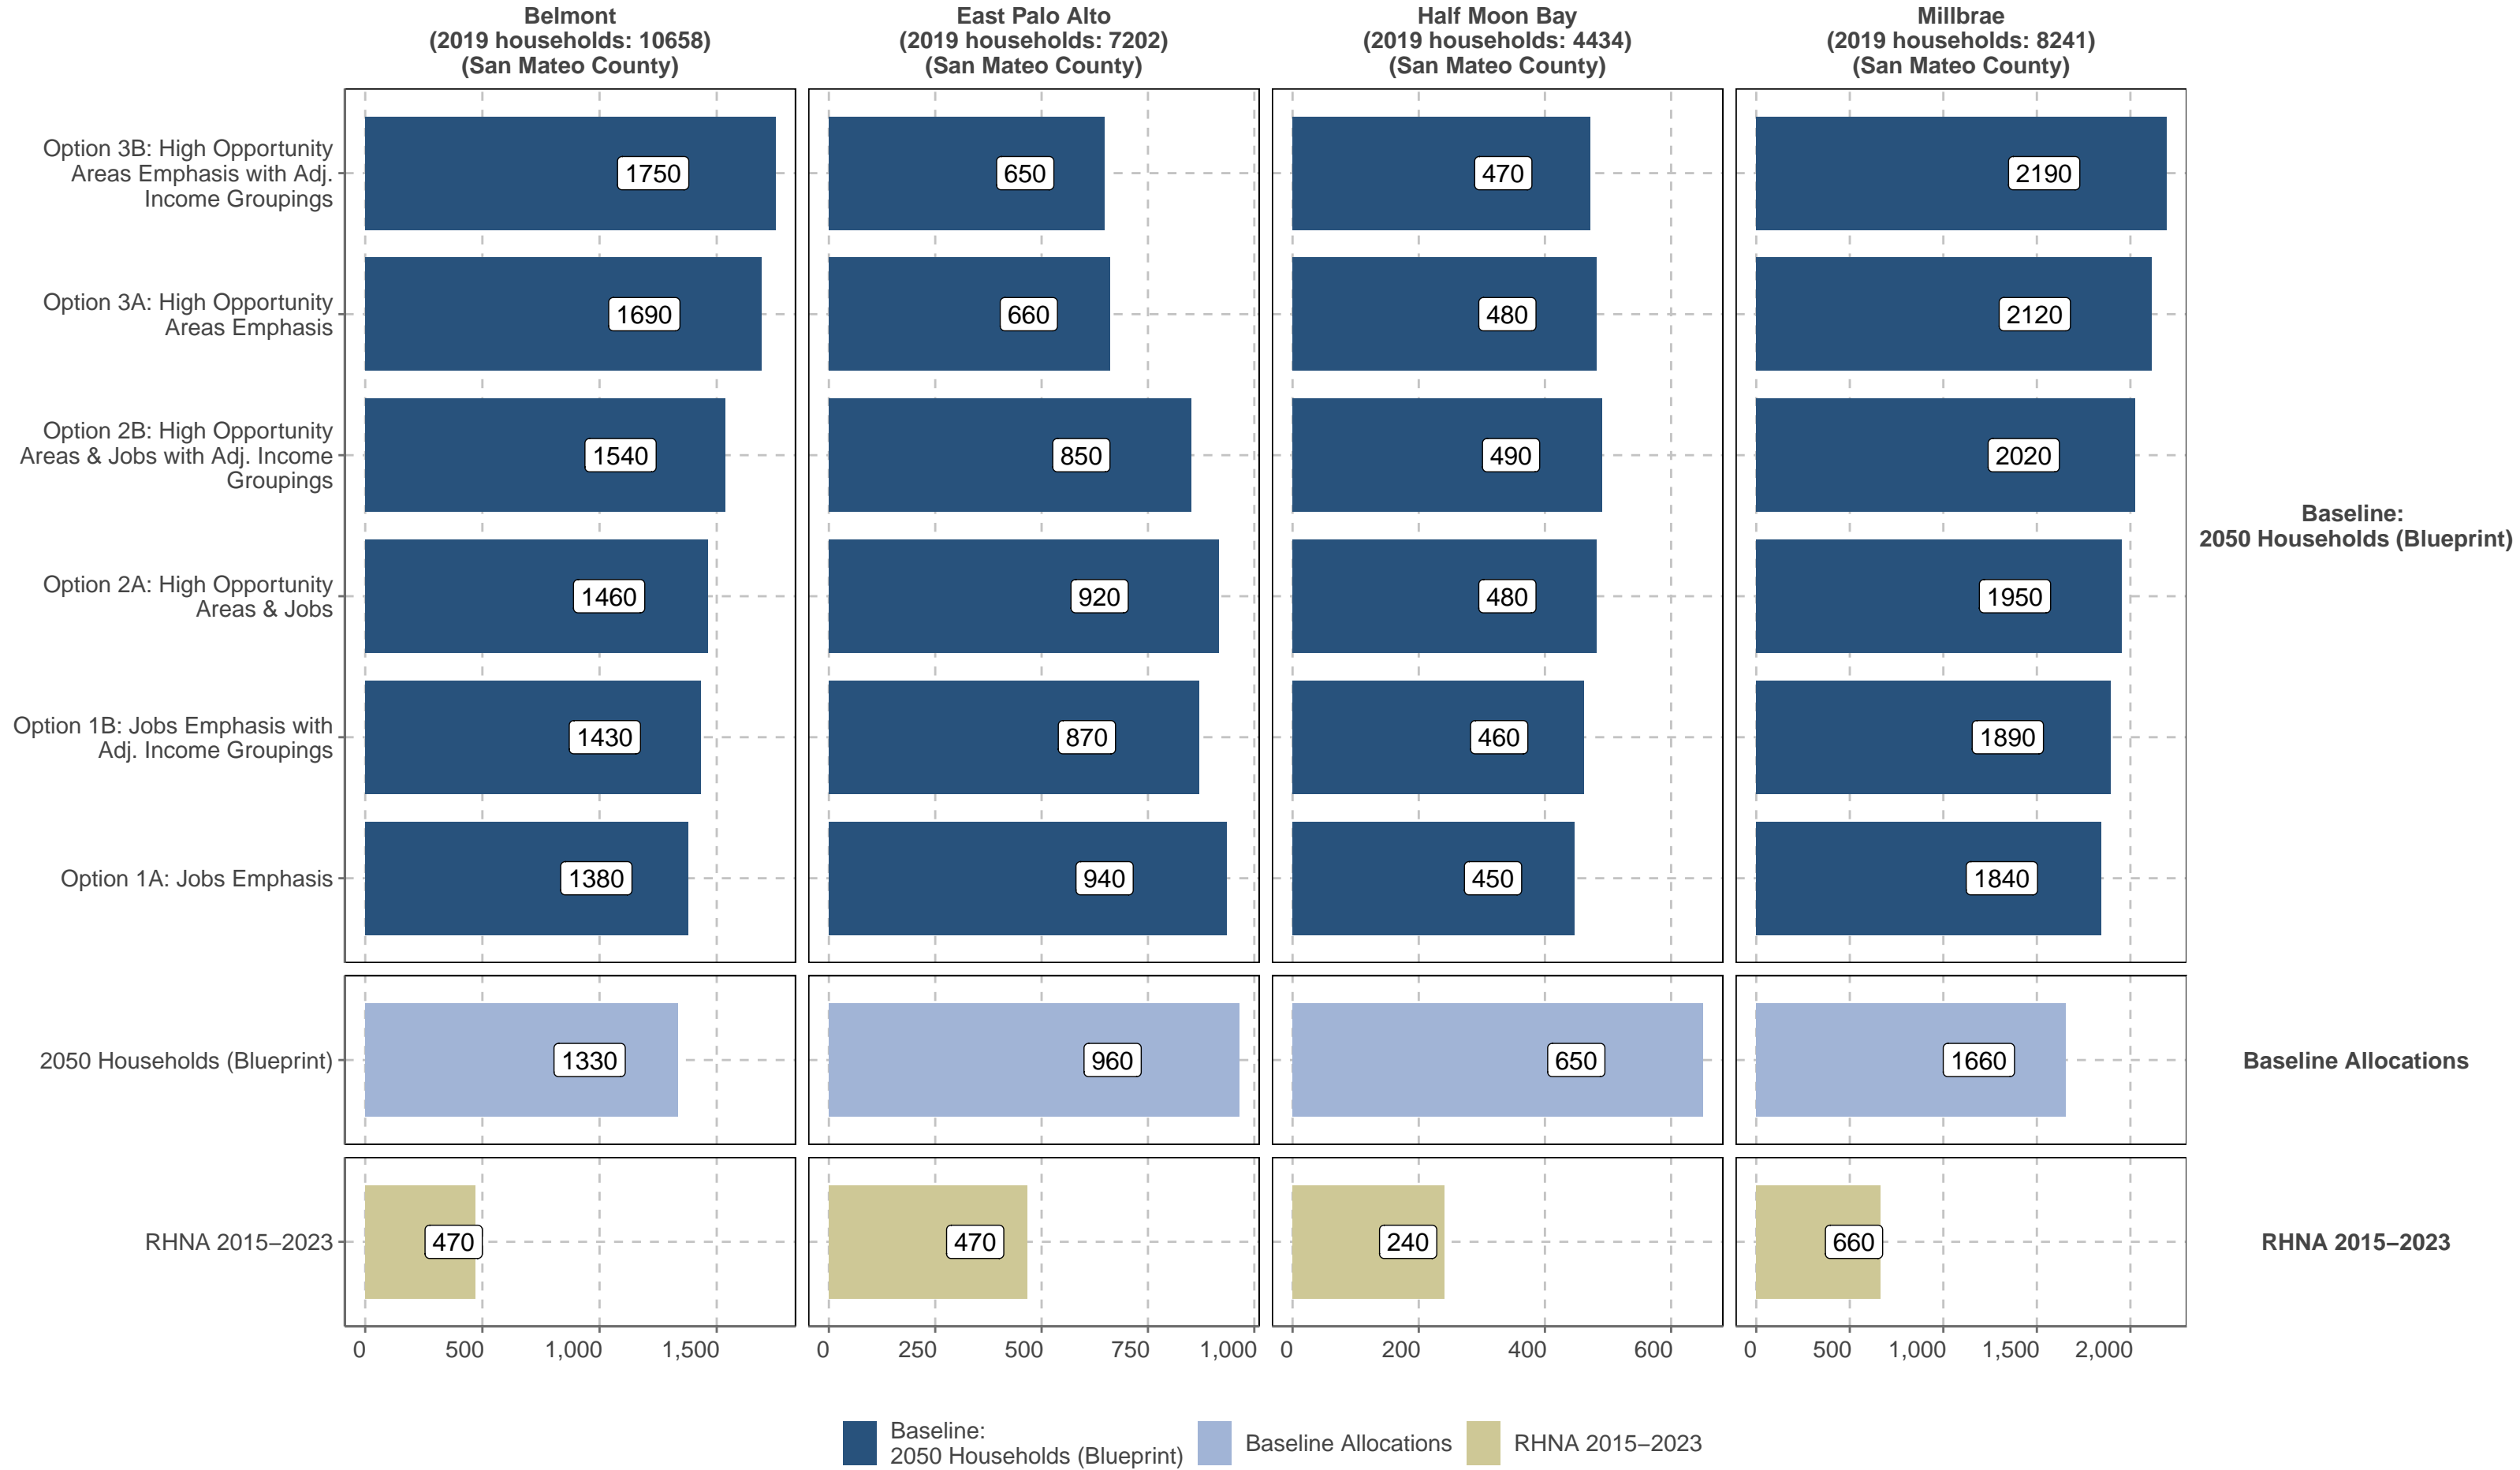 Belmont
(2019 households: 10658)
(San Mateo County)
East Palo Alto
(2019 households: 7202)
(San Mateo County)
Half Moon Bay
(2019 households: 4434)
(San Mateo County)
Millbrae
(2019 households: 8241)
(San Mateo County)
Option 3B: High Opportunity
Areas Emphasis with Adj.
Income Groupings
1750
650
470
2190
Option 3A: High Opportunity
Areas Emphasis
1690
660
480
2120
Option 2B: High Opportunity
Areas & Jobs with Adj. Income
Groupings
1540
850
490
2020
Baseline:
2050 Households (Blueprint)
Option 2A: High Opportunity
Areas & Jobs
1460
920
480
1950
Option 1B: Jobs Emphasis with
Adj. Income Groupings
1430
870
460
1890
Option 1A: Jobs Emphasis
1380
940
450
1840
2050 Households (Blueprint)
1330
960
650
1660
Baseline Allocations
RHNA 2015−2023
470
470
240
660
RHNA 2015−2023
0 500 1,000 1,500
0 250 500 750 1,000
0 200 400 600
0 500 1,000 1,500 2,000
Baseline:
2050 Households (Blueprint)
Baseline Allocations
RHNA 2015−2023